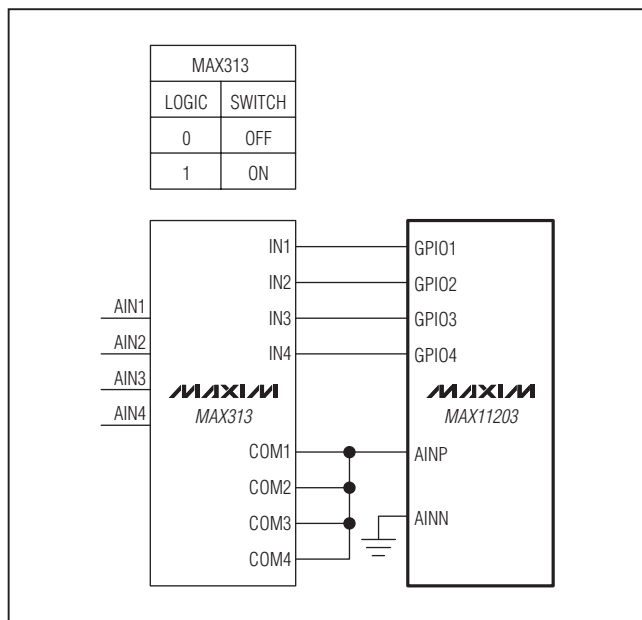 MAX313
LOGIC SWITCH
0 OFF
1 ON
AIN1
AIN2
AIN3
AIN4
IN1
IN2
IN3
IN4
MAXIM
MAX313
COM1
COM2
COM3
COM4
GPIO1
GPIO2
GPIO3
GPIO4
MAXIM
MAX11203
AINP
AINN